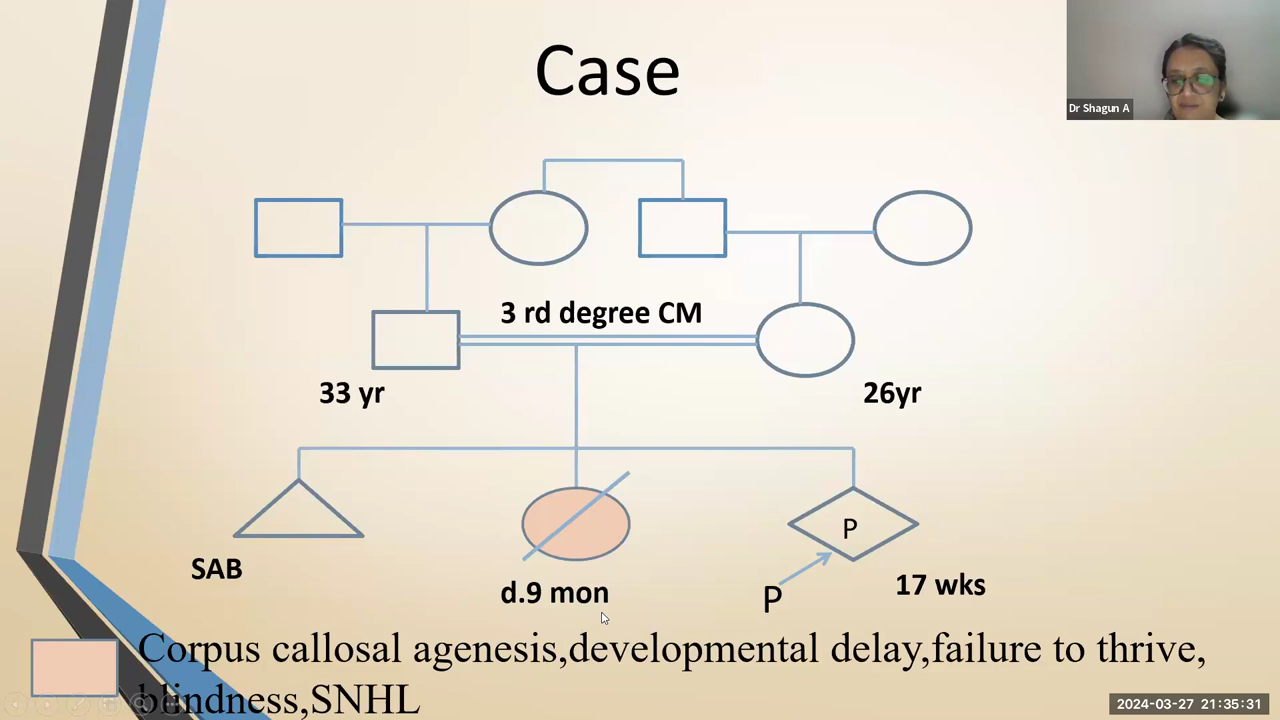 Case
Dr Shagun A
3 rd degree CM
33 yr
26yr
P
SAB
d.9 mon
P
17 wks
Corpus callosal agenesis,developmental delay,failure to thrive,
blindness,SNHL
2024-03-27 21:35:31